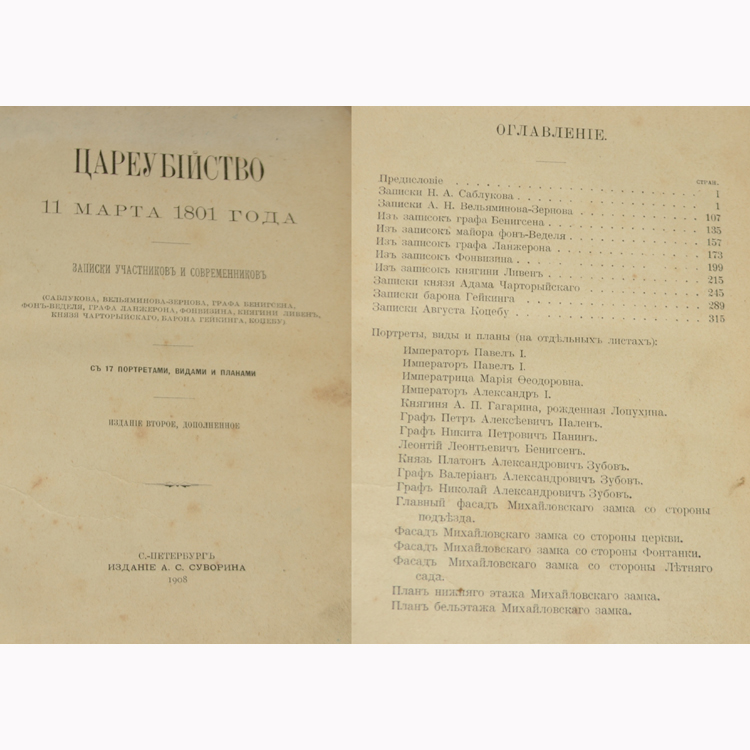 ЦАРЕУБІЙСТВО
11 МАРТА 1801 ГОДА
ЗАПИСКИ УЧАСТНИКОВЪ И СОВРЕМЕННИКОВЪ
(САБЛУКОВА, ВЕЛЬЯМИНОВА-ЗЕРНОВА, ГРАФА БЕНИГСЕНА,
ФОНЪ-ВЕДЕЛЯ, ГРАФА ЛАНЖЕРОНА, ФОНВИЗИНА, КНЯГИНИ ЛИВЕНЪ,
КНЯЗЯ ЧАРТОРЫЙСКАГО, БАРОНА ГЕЙКИНГА, КОЦЕБУ)
СЪ 17 ПОРТРЕТАМИ, ВИДАМИ И ПЛАНАМИ
ИЗДАНІЕ ВТОРОЕ, ДОПОЛНЕННОЕ
С.-ПЕТЕРБУРГЪ
ИЗДАНІЕ А. С. СУВОРИНА
1908
ОГЛАВЛЕНІЕ.
СТРАН.
Предисловіе . . . . . . . . . . . . . 1
Записки Н. А. Саблукова . . . . . . . . . . 1
Записки А. Н. Вельяминова-Зернова . . . . . . . 107
Изъ записокъ графа Бенигсена . . . . . . . . . 135
Изъ записокъ майора фонъ-Веделя . . . . . . . . 157
Изъ записокъ графа Ланжерона . . . . . . . . . 173
Изъ записокъ Фонвизина . . . . . . . . . . . 199
Изъ записокъ княгини Ливенъ . . . . . . . . . 215
Записки князя Адама Чарторыйскаго . . . . . . . 245
Записки барона Гейкинга . . . . . . . . . . 289
Записки Августа Коцебу . . . . . . . . . . 315
Портреты, виды и планы (на отдѣльныхъ листахъ):
Императоръ Павелъ I.
Императоръ Павелъ I.
Императрица Марія Ѳеодоровна.
Императоръ Александръ I.
Княгиня А. П. Гагарина, рожденная Лопухина.
Графъ Петръ Алексѣевичъ Паленъ.
Графъ Никита Петровичъ Панинъ.
Леонтій Леонтьевичъ Бенигсенъ.
Князь Платонъ Александровичъ Зубовъ.
Графъ Валеріанъ Александровичъ Зубовъ.
Графъ Николай Александровичъ Зубовъ.
Главный фасадъ Михайловскаго замка со стороны
подъѣзда.
Фасадъ Михайловскаго замка со стороны церкви.
Фасадъ Михайловскаго замка со стороны Фонтанки.
Фасадъ Михайловскаго замка со стороны Лѣтняго
сада.
Планъ нижняго этажа Михайловскаго замка.
Планъ бельэтажа Михайловскаго замка.